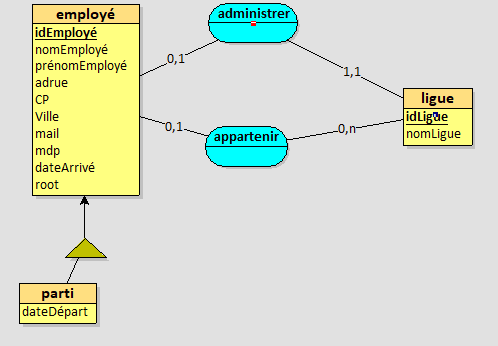 employé
idEmployé
nomEmployé
prénomEmployé
adrue
CP
Ville
mail
mdp
dateArrivé
root
administrer
0,1
1,1
appartenir
0,1
0,n
ligue
idLigue
nomLigue
parti
dateDépart